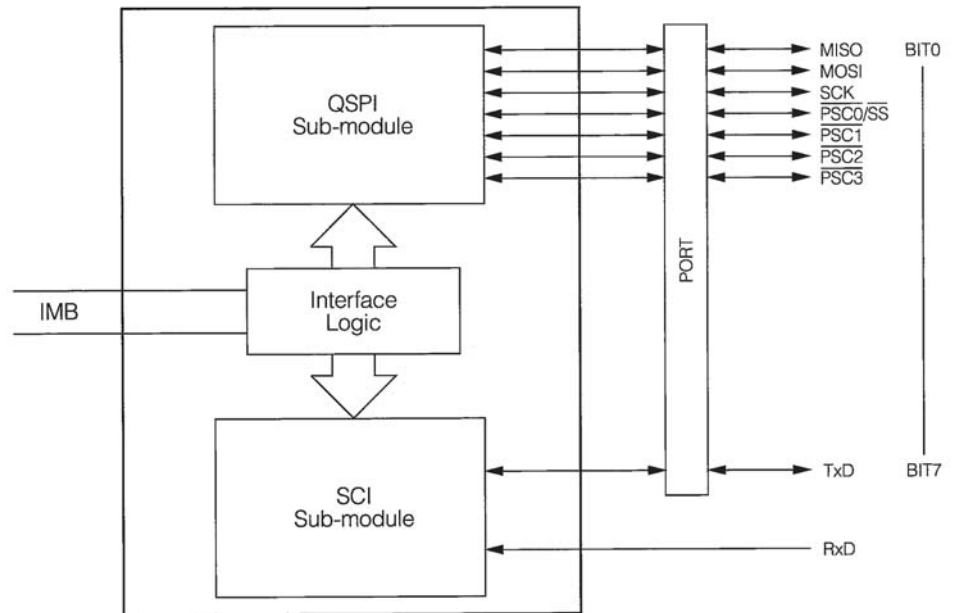 QSPI
Sub-module
MISO BIT0
MOSI
SCK
PSC0/SS
PSC1
PSC2
PSC3
PORT
IMB
Interface
Logic
SCI
Sub-module
TxD BIT7
RxD